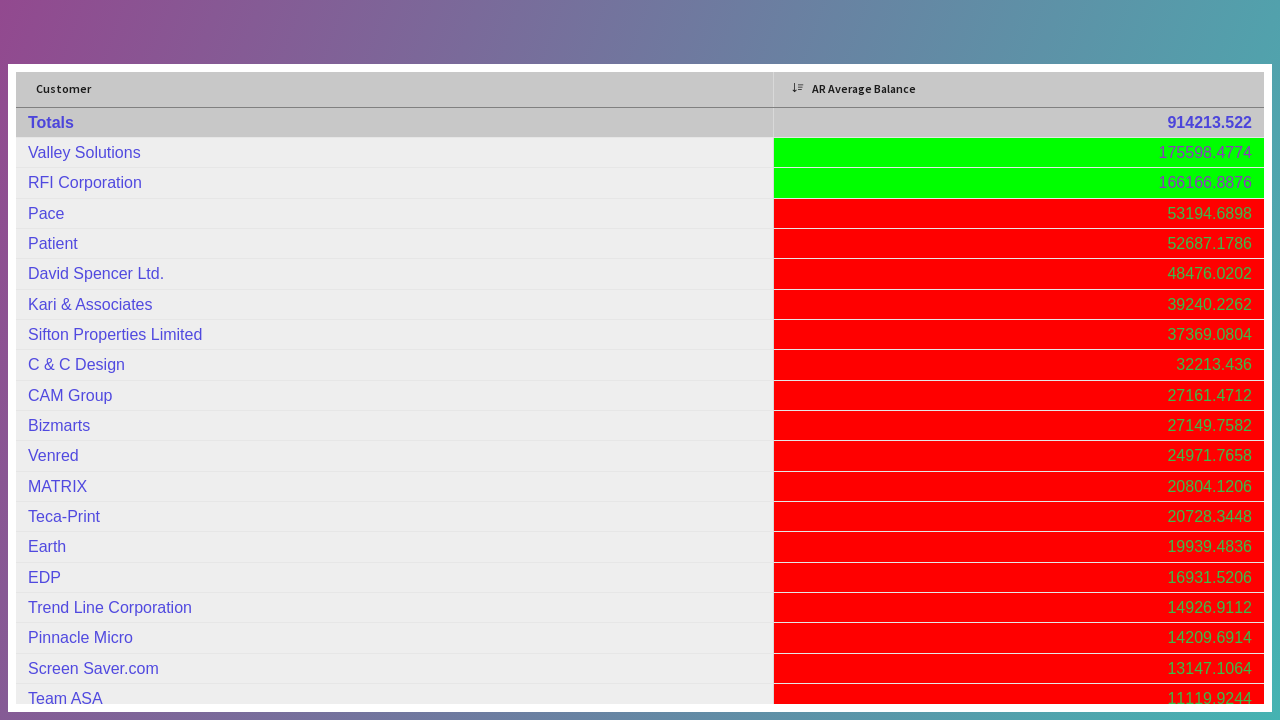 Customer AR Average Balance
Totals 914213.522
Valley Solutions 175598.4774
RFI Corporation 166166.8876
Pace 53194.6898
Patient 52687.1786
David Spencer Ltd. 48476.0202
Kari & Associates 39240.2262
Sifton Properties Limited 37369.0804
C & C Design 32213.436
CAM Group 27161.4712
Bizmarts 27149.7582
Venred 24971.7658
MATRIX 20804.1206
Teca-Print 20728.3448
Earth 19939.4836
EDP 16931.5206
Trend Line Corporation 14926.9112
Pinnacle Micro 14209.6914
Screen Saver.com 13147.1064
Team ASA 11119.9244